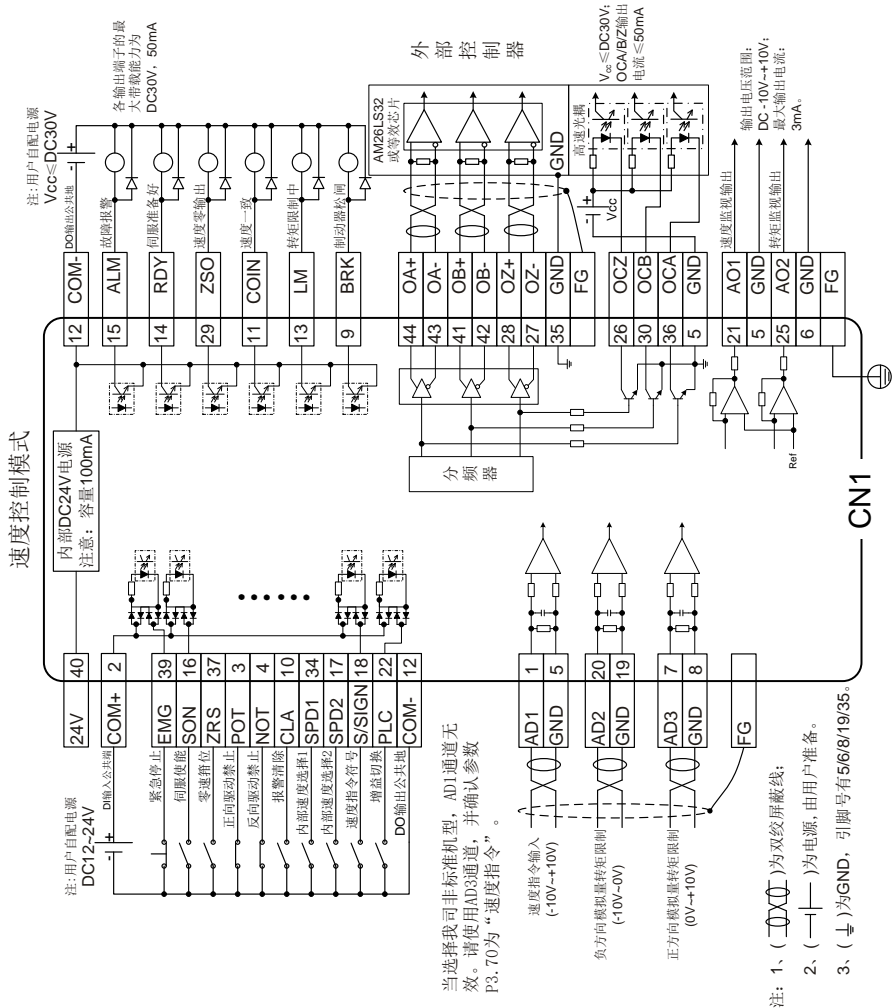 速度控制模式
注:用户自配电源
DC12~24V
24V
40
内部DC24V电源
注意：容量100mA
DI输入公共端
COM+
2
紧急停止
EMG
39
伺服使能
SON
16
零速箝位
ZRS
37
正向驱动禁止
POT
3
反向驱动禁止
NOT
4
报警清除
CLA
10
内部速度选择1
SPD1
34
内部速度选择2
SPD2
17
速度指令符号
S/SIGN
18
增益切换
PLC
22
DO输出公共地
COM-
12
当选择我司非标准机型，AD1通道无
效。请使用AD3通道，并确认参数
P3.70为“速度指令”。
速度指令输入
(-10V~+10V)
AD1
1
GND
5
负方向模拟量转矩限制
(-10V~0V)
AD2
20
GND
19
正方向模拟量转矩限制
(0V~+10V)
AD3
7
GND
8
FG
注:用户自配电源
Vcc≤DC30V
各输出端子的最
大带载能力为
DC30V，50mA
12
COM-
DO输出公共地
15
ALM
故障报警
14
RDY
伺服准备好
29
ZSO
速度零输出
11
COIN
速度一致
13
LM
转矩限制中
9
BRK
制动器松闸
外部控制器
AM26LS32
或等效芯片
分频器
44
OA+
43
OA-
41
OB+
42
OB-
28
OZ+
27
OZ-
35
GND
GND
FG
高速光耦
Vcc≤DC30V;
OCA/B/Z输出
电流≤50mA
Vcc
26
OCZ
30
OCB
36
OCA
5
GND
Ref
21
AO1
速度监视输出
5
GND
25
AO2
转矩监视输出
6
GND
FG
输出电压范围:
DC -10V~+10V;
最大输出电流:
3mA。
CN1
注：1、( )为双绞屏蔽线;
2、( )为电源,由用户准备。
3、( )为GND，引脚号有5/6/8/19/35。